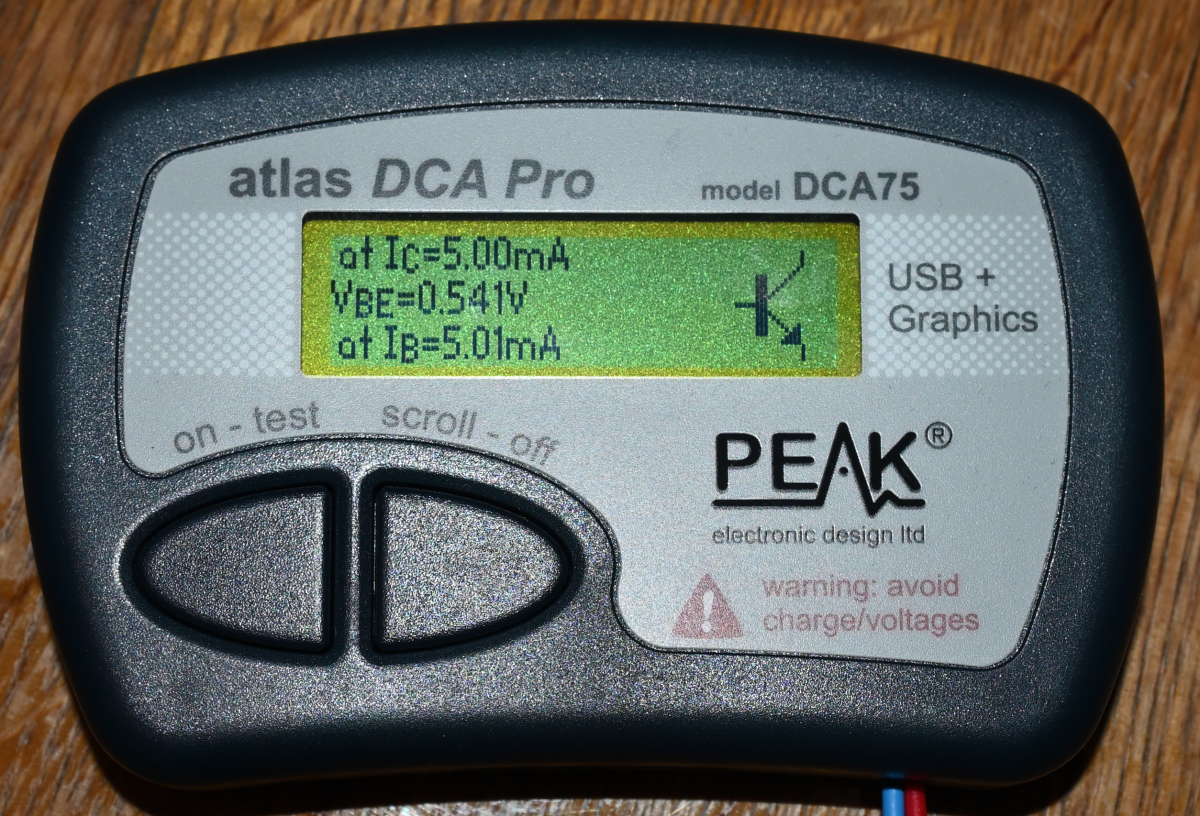 atlas DCA Pro
model DCA75
at IC=5.00mA
VBE=0.541V
at IB=5.01mA
USB +
Graphics
on - test
scroll - off
PEAK®
electronic design ltd
warning: avoid
charge/voltages